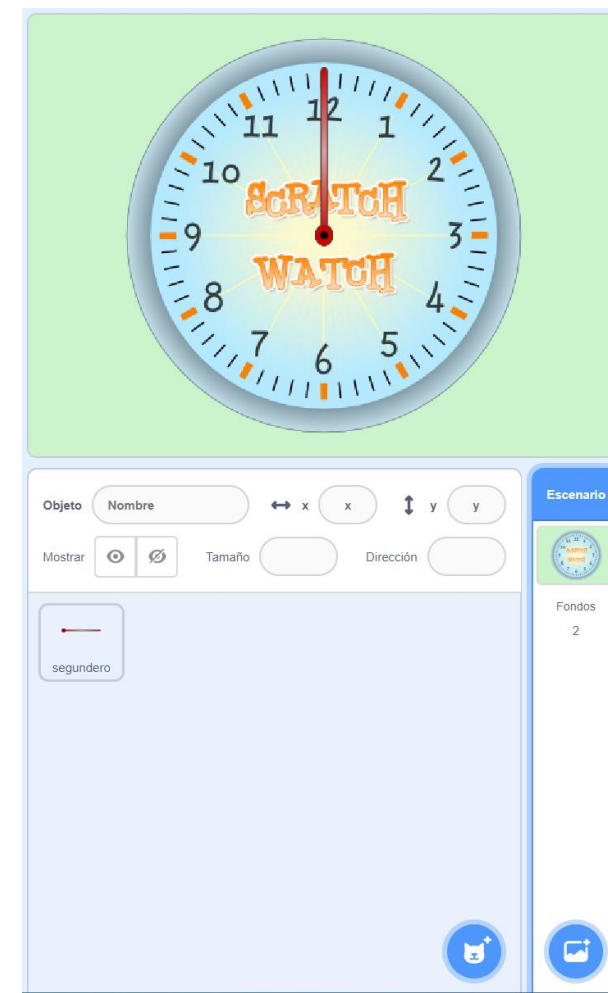 12
11
1
10
2
SCRATCH
9
3
WATCH
8
4
7
5
6
Objeto Nombre x x y y
Mostrar Tamaño Dirección
Escenario
segundero
Fondos
2